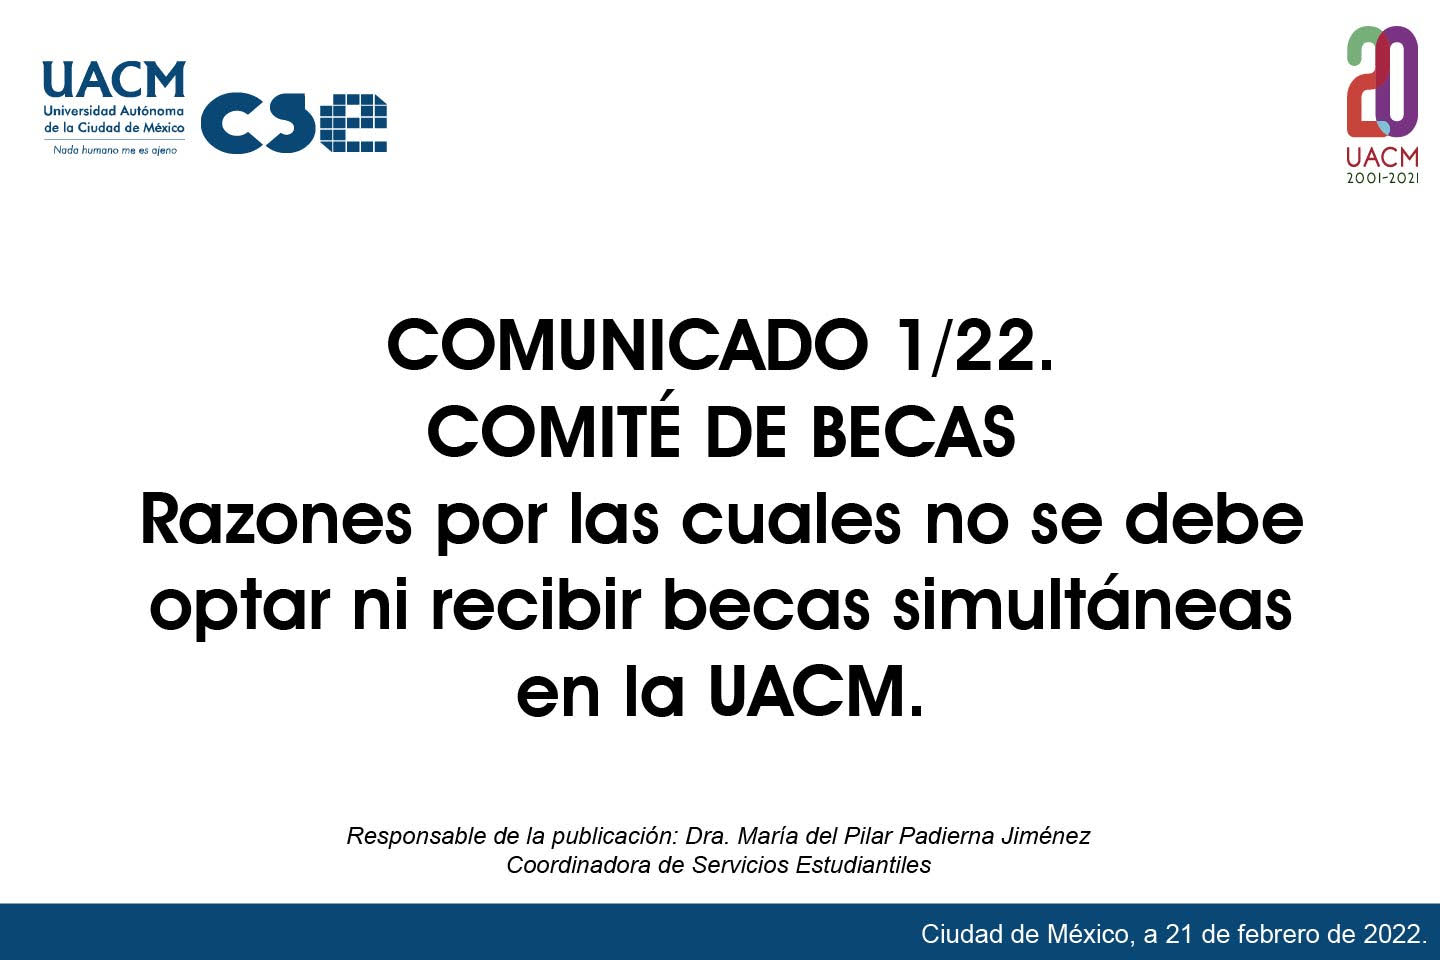 UACM
Universidad Autónoma
de la Ciudad de México
Nada humano me es ajeno
cse
20
UACM
2001-2021
COMUNICADO 1/22.
COMITÉ DE BECAS
Razones por las cuales no se debe
optar ni recibir becas simultáneas
en la UACM.
Responsable de la publicación: Dra. María del Pilar Padierna Jiménez
Coordinadora de Servicios Estudiantiles
Ciudad de México, a 21 de febrero de 2022.